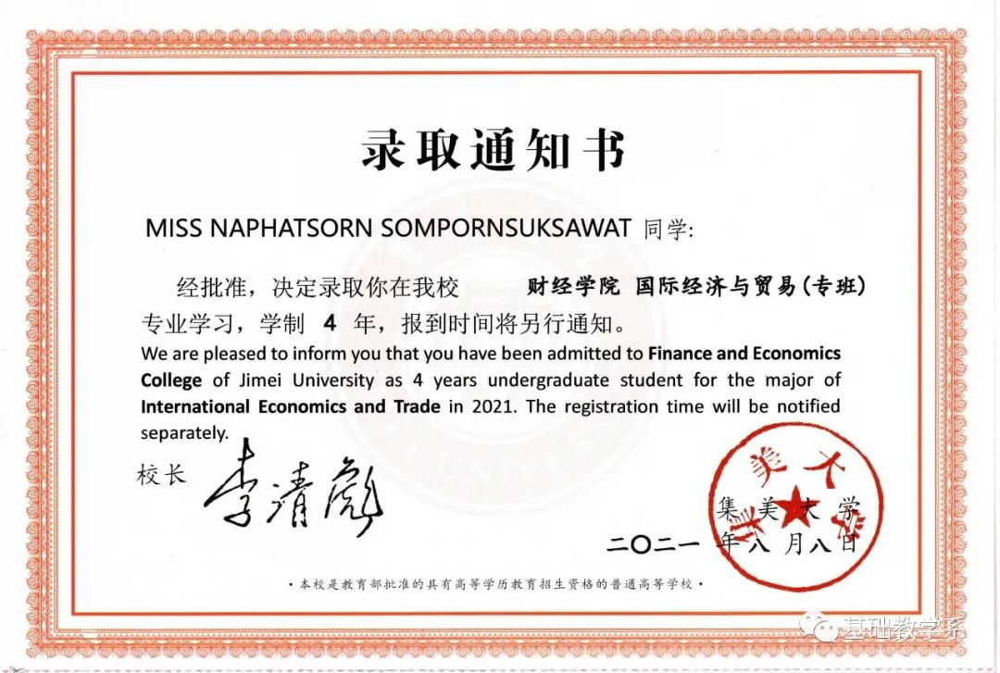 录取通知书
MISS NAPHATSORN SOMPORNSUKSAWAT 同学:
经批准，决定录取你在我校 财经学院 国际经济与贸易(专班)
专业学习，学制 4 年，报到时间将另行通知。
We are pleased to inform you that you have been admitted to Finance and Economics
College of Jimei University as 4 years undergraduate student for the major of
International Economics and Trade in 2021. The registration time will be notified
separately.
校长 李清彪
集美大学
集美大学
二〇二一年八月八日
·本校是教育部批准的具有高等学历教育招生资格的普通高等学校·
基础教学系